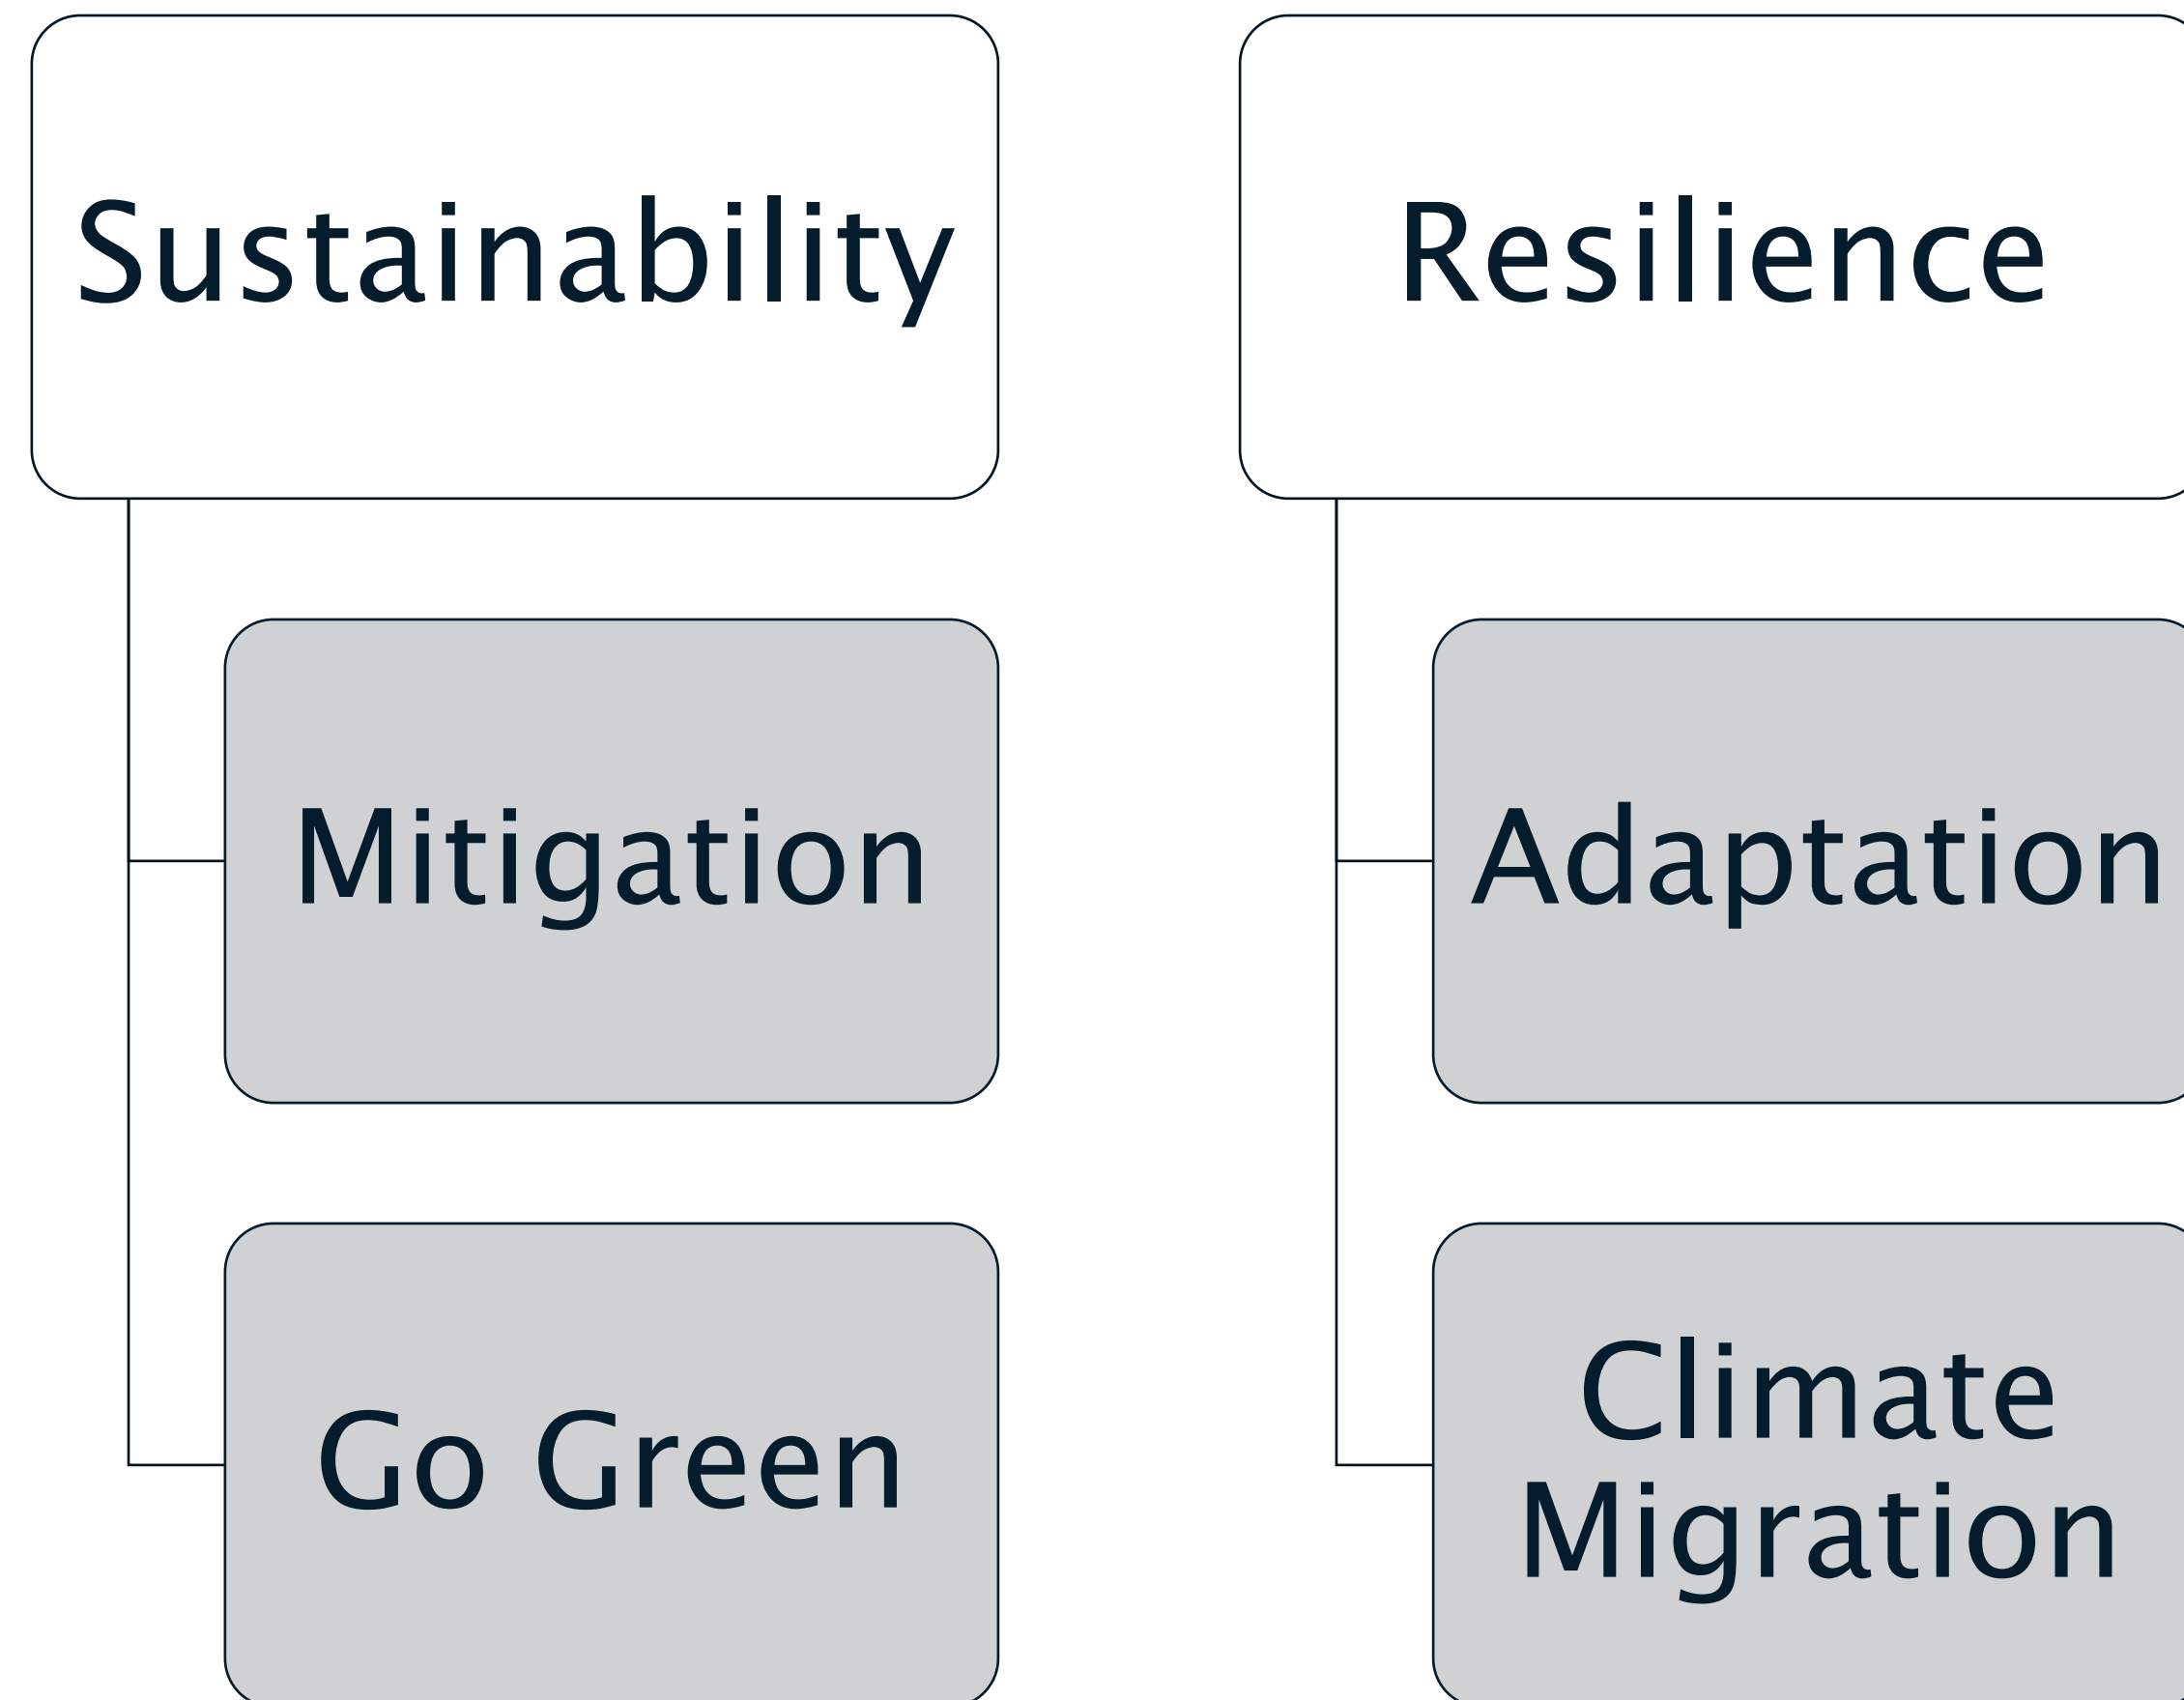 Sustainability
Mitigation
Go Green
Resilience
Adaptation
Climate
Migration